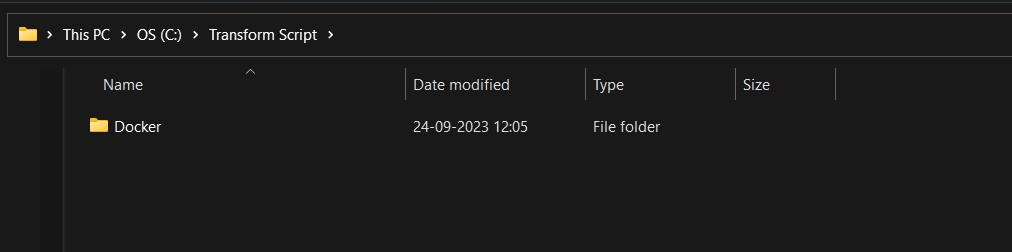 This PC > OS (C:) > Transform Script >
Name Date modified Type Size
Docker 24-09-2023 12:05 File folder